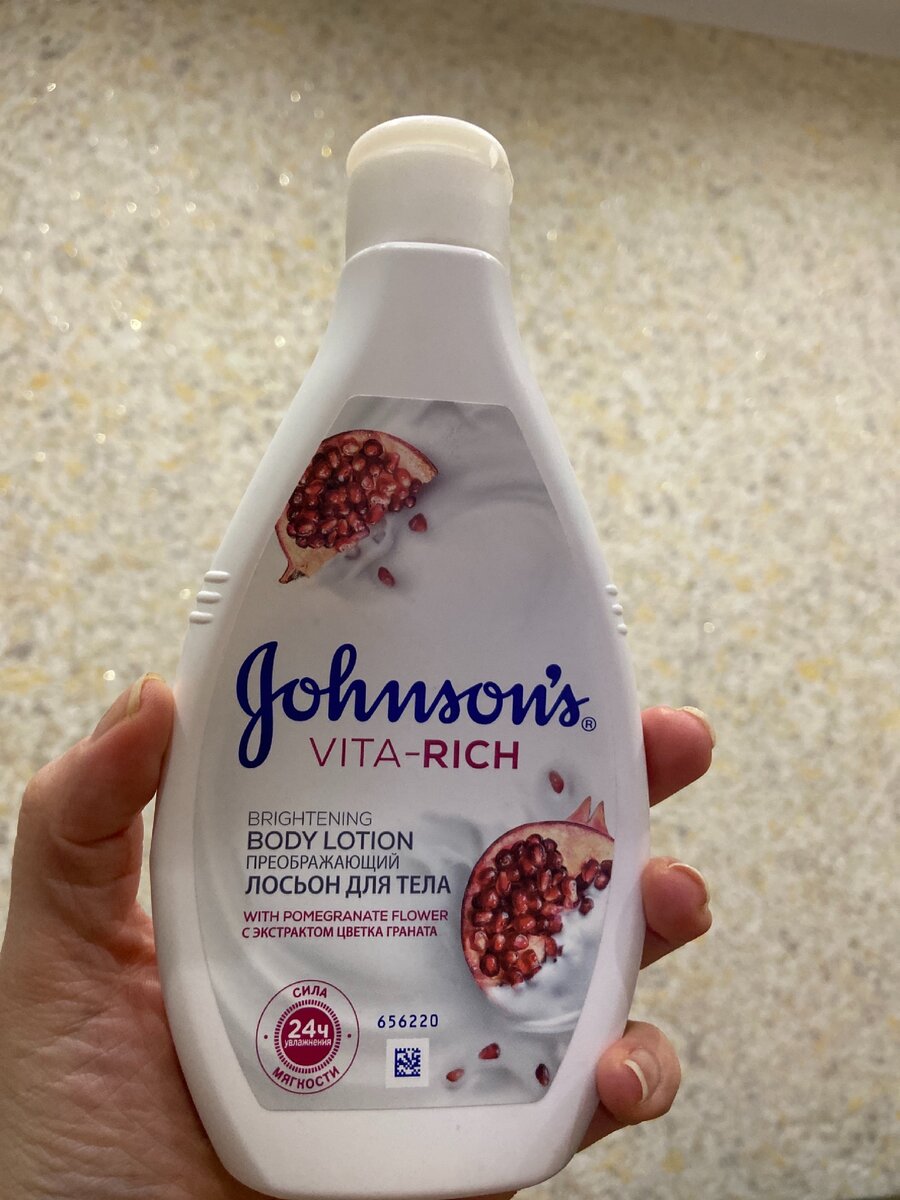 Johnson's®
VITA-RICH
BRIGHTENING
BODY LOTION
ПРЕОБРАЖАЮЩИЙ
ЛОСЬОН ДЛЯ ТЕЛА
WITH POMEGRANATE FLOWER
С ЭКСТРАКТОМ ЦВЕТКА ГРАНАТА
СИЛА
24ч
увлажнения
МЯГКОСТИ
656220